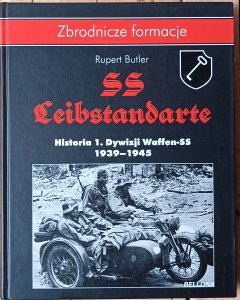 Zbrodnicze formacje
Rupert Butler
SS
Leibstandarte
Historia 1. Dywizji Waffen-SS
1939–1945
BELLONA